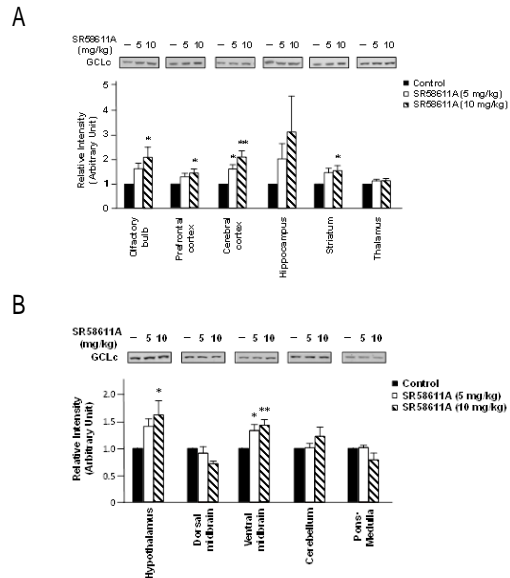 A
SR58611A
(mg/kg)
– 5 10 – 5 10 – 5 10 – 5 10 – 5 10 – 5 10
GCLc
Control
SR58611A (5 mg/kg)
SR58611A (10 mg/kg)
Relative Intensity
(Arbitrary Unit)
5
4
3
2
1
0
*
*
*
**
*
Olfactory
bulb
Prefrontal
cortex
Cerebral
cortex
Hippocampus
Striatum
Thalamus
B
SR58611A
(mg/kg)
– 5 10 – 5 10 – 5 10 – 5 10 – 5 10
GCLc
Control
SR58611A (5 mg/kg)
SR58611A (10 mg/kg)
Relative Intensity
(Arbitrary Unit)
2.0
1.5
1.0
0.5
0
*
*
**
Hypothalamus
Dorsal
midbrain
Ventral
midbrain
Cerebellum
Pons·
Medulla